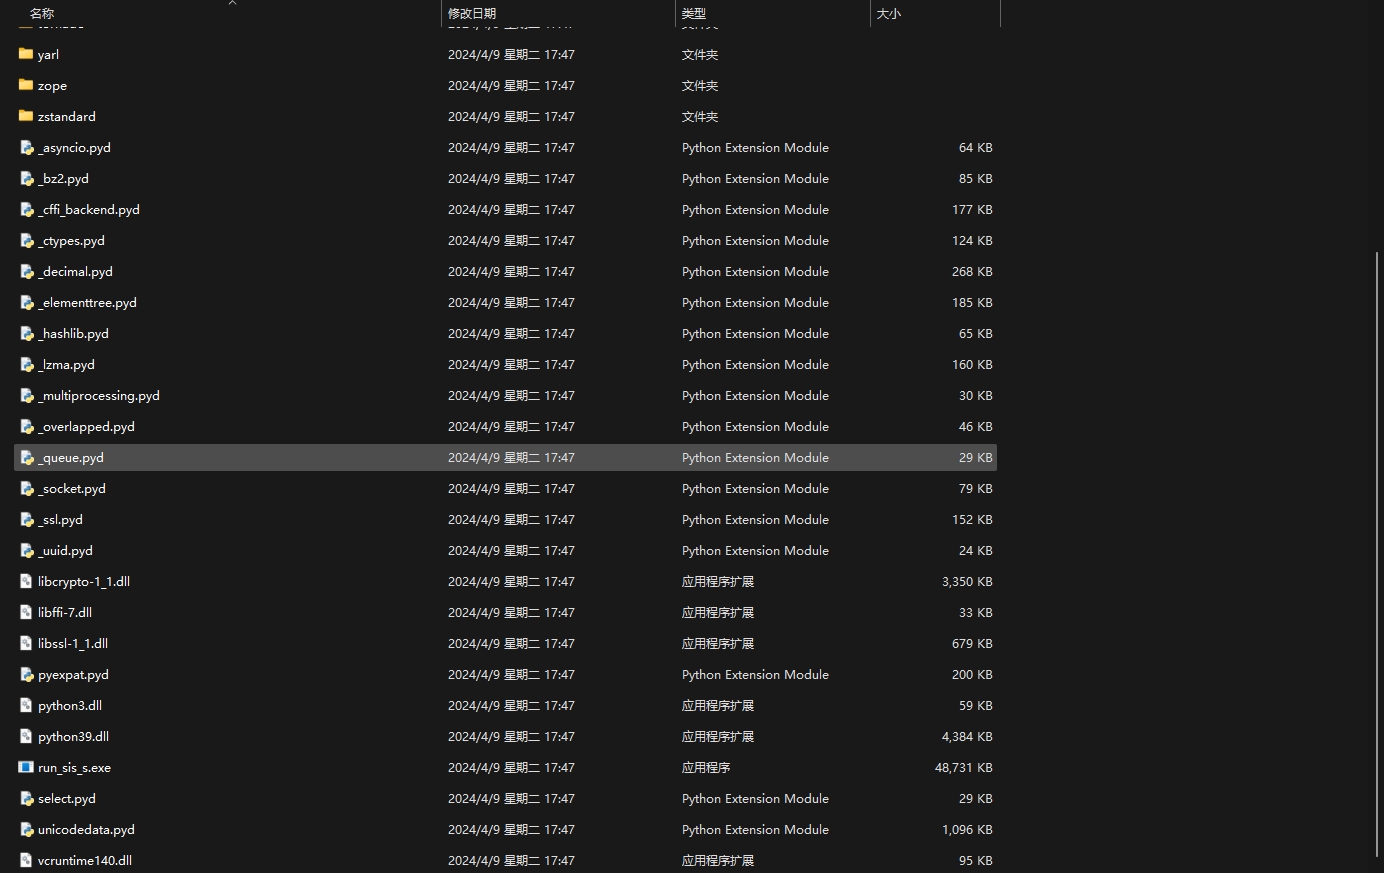 名称 修改日期 类型 大小
yarl 2024/4/9 星期二 17:47 文件夹
zope 2024/4/9 星期二 17:47 文件夹
zstandard 2024/4/9 星期二 17:47 文件夹
_asyncio.pyd 2024/4/9 星期二 17:47 Python Extension Module 64 KB
_bz2.pyd 2024/4/9 星期二 17:47 Python Extension Module 85 KB
_cffi_backend.pyd 2024/4/9 星期二 17:47 Python Extension Module 177 KB
_ctypes.pyd 2024/4/9 星期二 17:47 Python Extension Module 124 KB
_decimal.pyd 2024/4/9 星期二 17:47 Python Extension Module 268 KB
_elementtree.pyd 2024/4/9 星期二 17:47 Python Extension Module 185 KB
_hashlib.pyd 2024/4/9 星期二 17:47 Python Extension Module 65 KB
_lzma.pyd 2024/4/9 星期二 17:47 Python Extension Module 160 KB
_multiprocessing.pyd 2024/4/9 星期二 17:47 Python Extension Module 30 KB
_overlapped.pyd 2024/4/9 星期二 17:47 Python Extension Module 46 KB
_queue.pyd 2024/4/9 星期二 17:47 Python Extension Module 29 KB
_socket.pyd 2024/4/9 星期二 17:47 Python Extension Module 79 KB
_ssl.pyd 2024/4/9 星期二 17:47 Python Extension Module 152 KB
_uuid.pyd 2024/4/9 星期二 17:47 Python Extension Module 24 KB
libcrypto-1_1.dll 2024/4/9 星期二 17:47 应用程序扩展 3,350 KB
libffi-7.dll 2024/4/9 星期二 17:47 应用程序扩展 33 KB
libssl-1_1.dll 2024/4/9 星期二 17:47 应用程序扩展 679 KB
pyexpat.pyd 2024/4/9 星期二 17:47 Python Extension Module 200 KB
python3.dll 2024/4/9 星期二 17:47 应用程序扩展 59 KB
python39.dll 2024/4/9 星期二 17:47 应用程序扩展 4,384 KB
run_sis_s.exe 2024/4/9 星期二 17:47 应用程序 48,731 KB
select.pyd 2024/4/9 星期二 17:47 Python Extension Module 29 KB
unicodedata.pyd 2024/4/9 星期二 17:47 Python Extension Module 1,096 KB
vcruntime140.dll 2024/4/9 星期二 17:47 应用程序扩展 95 KB